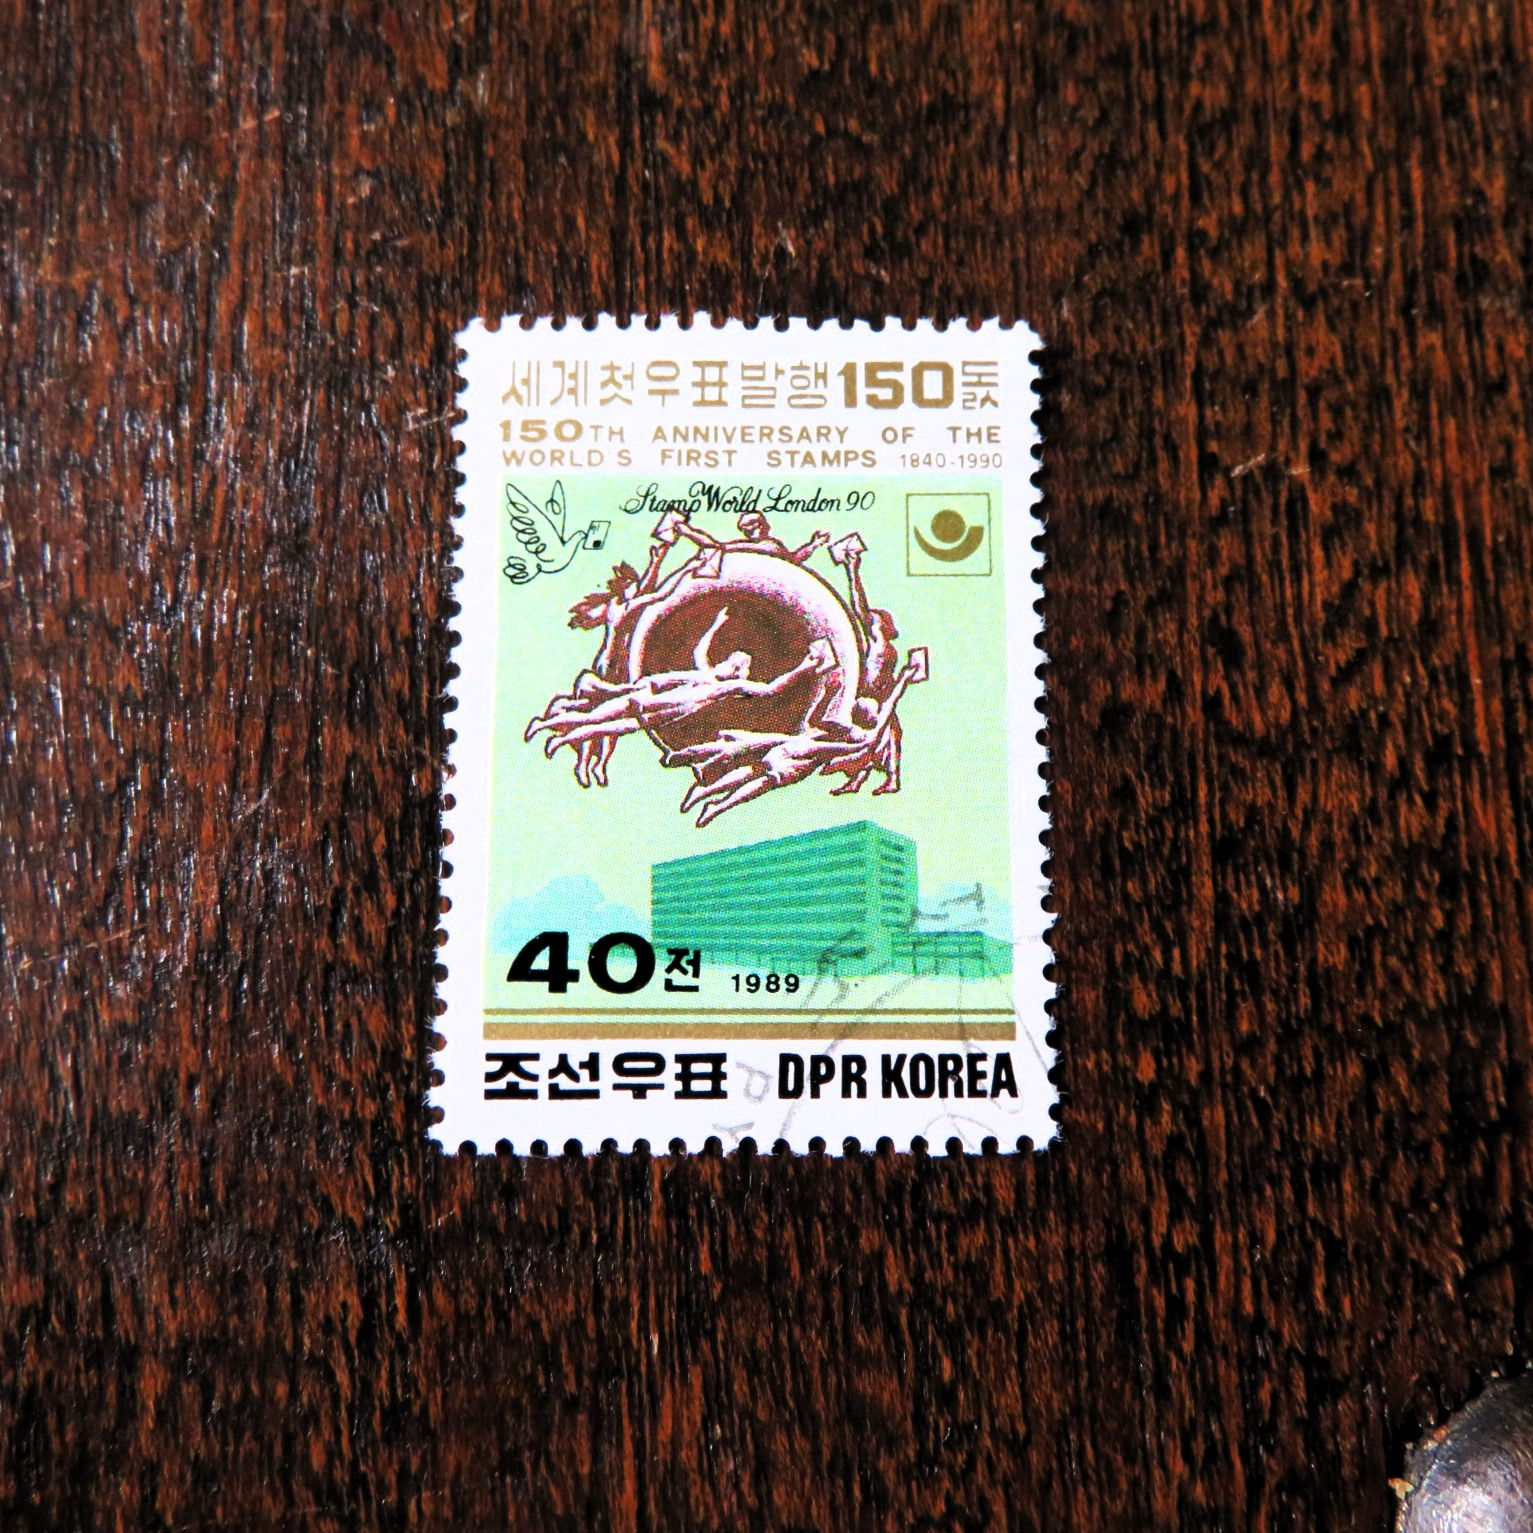 세계첫우표발행150돐
150TH ANNIVERSARY OF THE
WORLD'S FIRST STAMPS 1840-1990
Stamp World London 90
40전 1989
조선우표 DPR KOREA